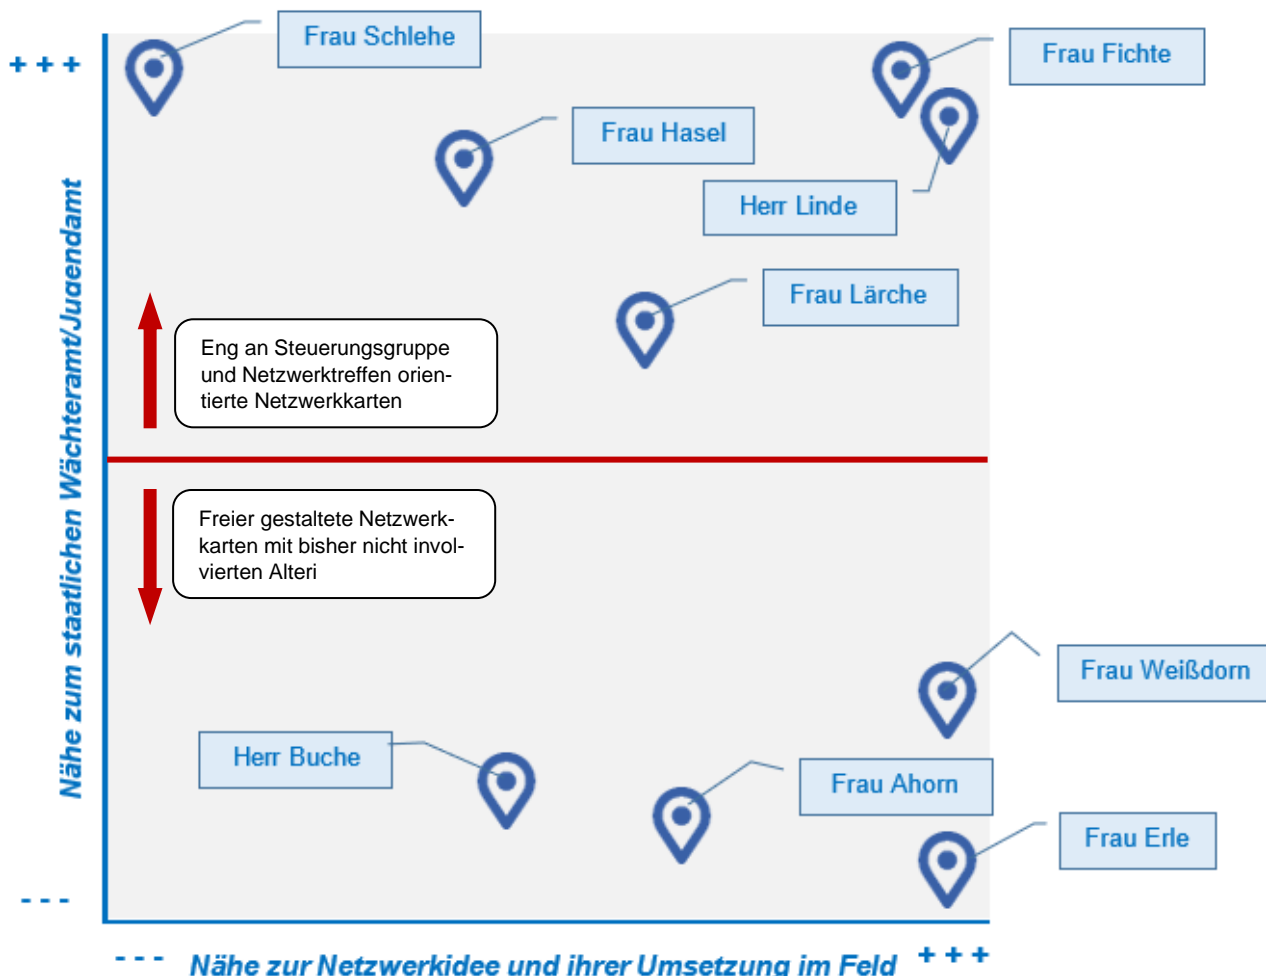 Frau Schlehe
+ + +
Frau Fichte
Frau Hasel
Herr Linde
Frau Lärche
Nähe zum staatlichen Wächteramt/Jugendamt
Eng an Steuerungsgruppe
und Netzwerktreffen orien-
tierte Netzwerkkarten
Freier gestaltete Netzwerk-
karten mit bisher nicht invol-
vierten Alteri
Frau Weißdorn
Herr Buche
Frau Ahorn
Frau Erle
- - -
- - - Nähe zur Netzwerkidee und ihrer Umsetzung im Feld + + +